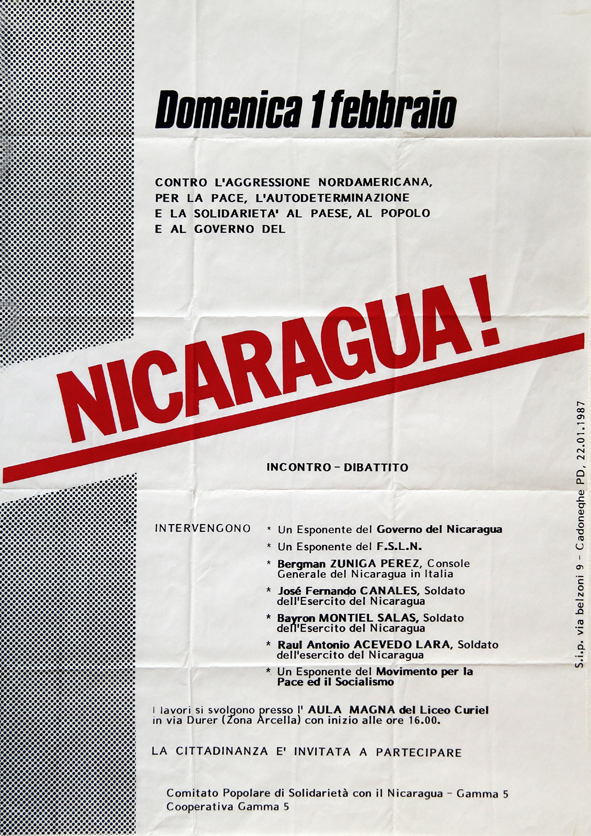 Domenica 1 febbraio
CONTRO L'AGGRESSIONE NORDAMERICANA,
PER LA PACE, L'AUTODETERMINAZIONE
E LA SOLIDARIETA' AL PAESE, AL POPOLO
E AL GOVERNO DEL
NICARAGUA!
INCONTRO - DIBATTITO
INTERVENGONO
* Un Esponente del Governo del Nicaragua
* Un Esponente del F.S.L.N.
* Bergman ZUNIGA PEREZ, Console
Generale del Nicaragua in Italia
* José Fernando CANALES, Soldato
dell'Esercito del Nicaragua
* Bayron MONTIEL SALAS, Soldato
dell'Esercito del Nicaragua
* Raul Antonio ACEVEDO LARA, Soldato
dell'esercito del Nicaragua
* Un Esponente del Movimento per la
Pace ed il Socialismo
I lavori si svolgono presso l' AULA MAGNA del Liceo Curiel
in via Durer (Zona Arcella) con inizio alle ore 16.00.
LA CITTADINANZA E' INVITATA A PARTECIPARE
Comitato Popolare di Solidarietà con il Nicaragua - Gamma 5
Cooperativa Gamma 5
S.i.p. via belzoni 9 - Cadoneghe PD, 22.01.1987